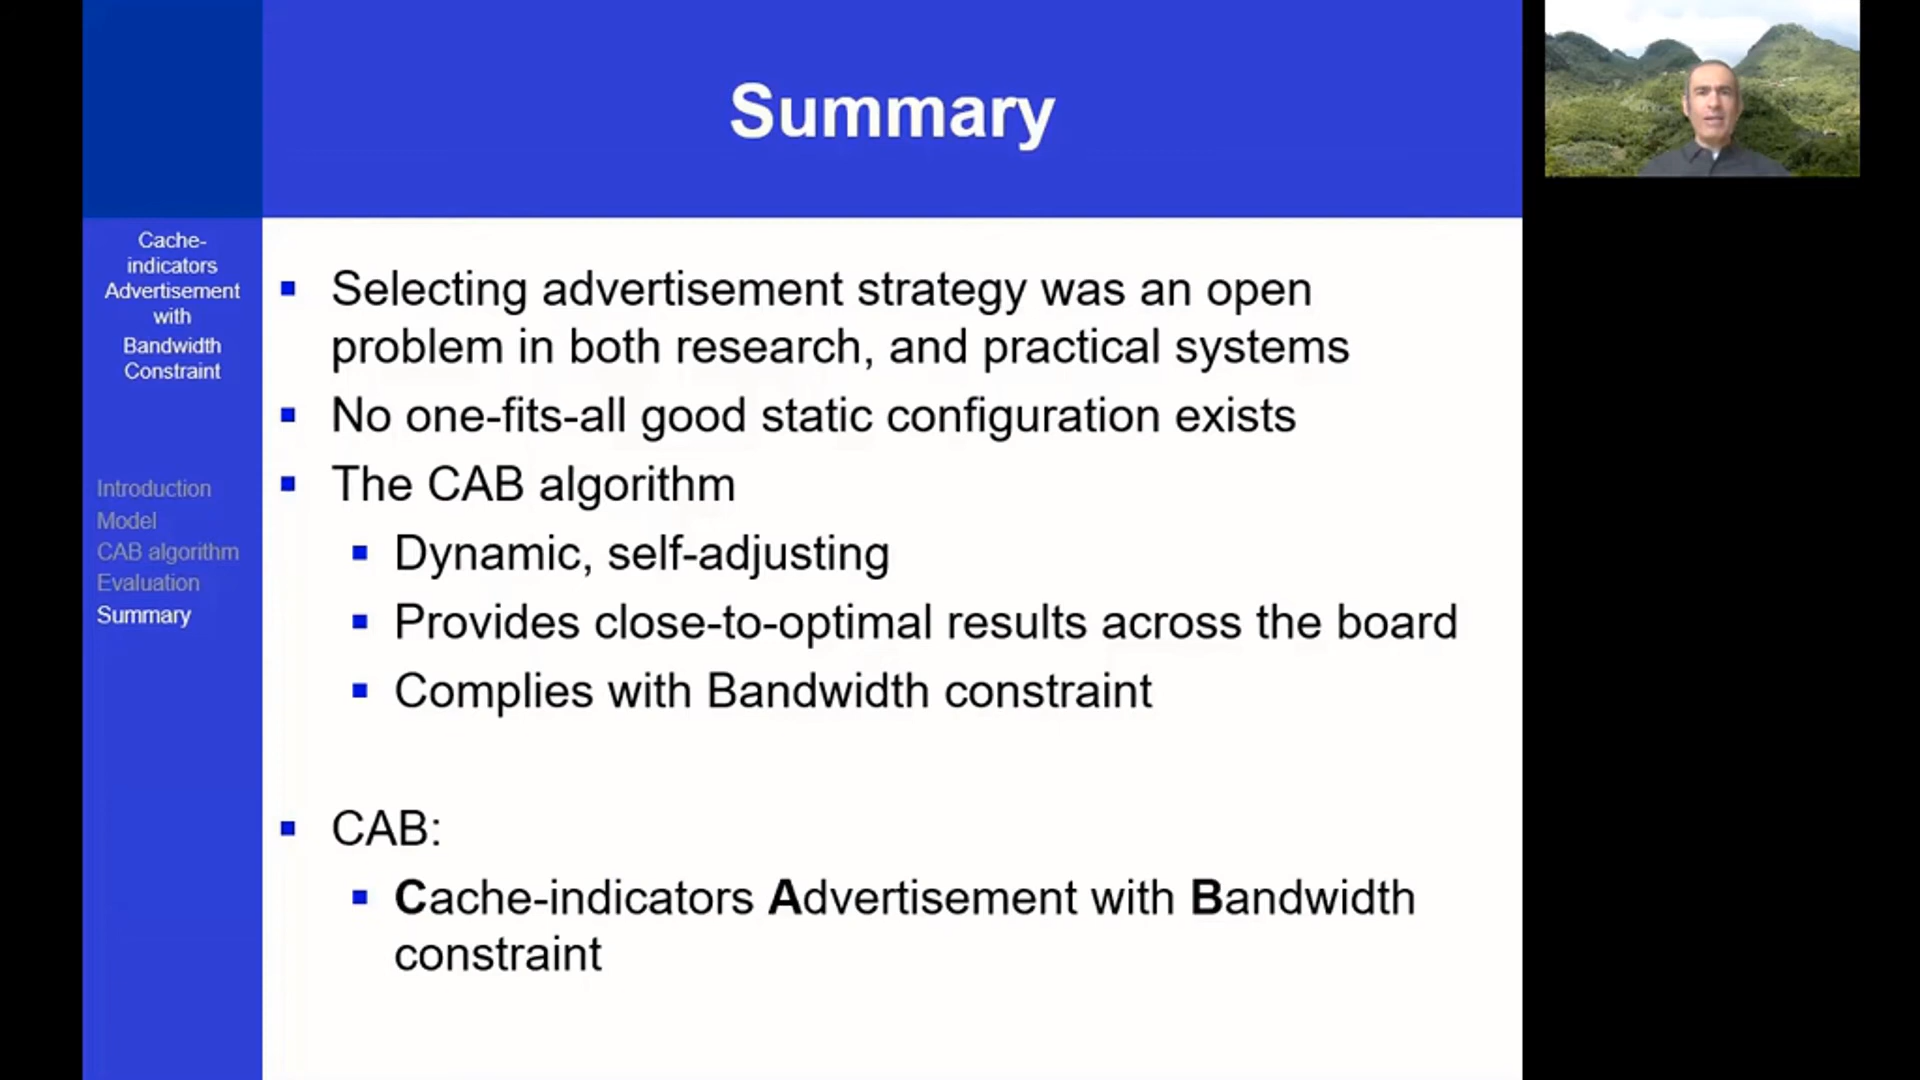 Summary
Cache-
indicators
Advertisement
with
Bandwidth
Constraint
Introduction
Model
CAB algorithm
Evaluation
Summary
Selecting advertisement strategy was an open
problem in both research, and practical systems
No one-fits-all good static configuration exists
The CAB algorithm
Dynamic, self-adjusting
Provides close-to-optimal results across the board
Complies with Bandwidth constraint
CAB:
Cache-indicators Advertisement with Bandwidth
constraint